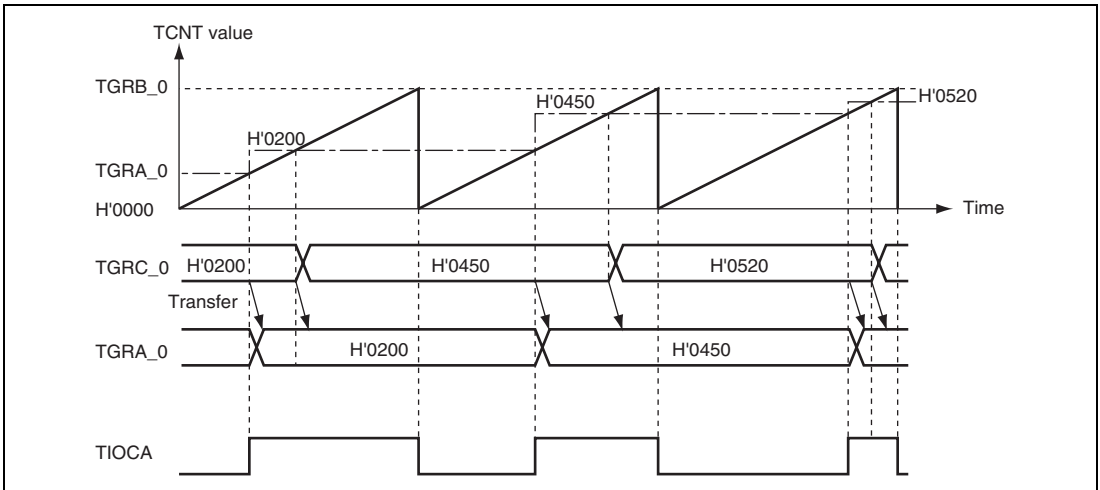 TCNT value
TGRB_0
H'0520
H'0450
H'0200
TGRA_0
H'0000
Time
TGRC_0 H'0200 H'0450 H'0520
Transfer
TGRA_0 H'0200 H'0450
TIOCA